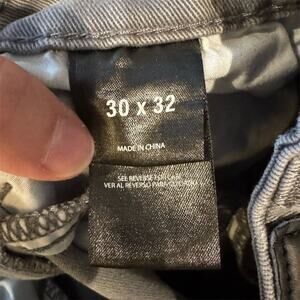 30 x 32
MADE IN CHINA
SEE REVERSE FOR CARE
VER AL REVERSO PARA CUIDADO